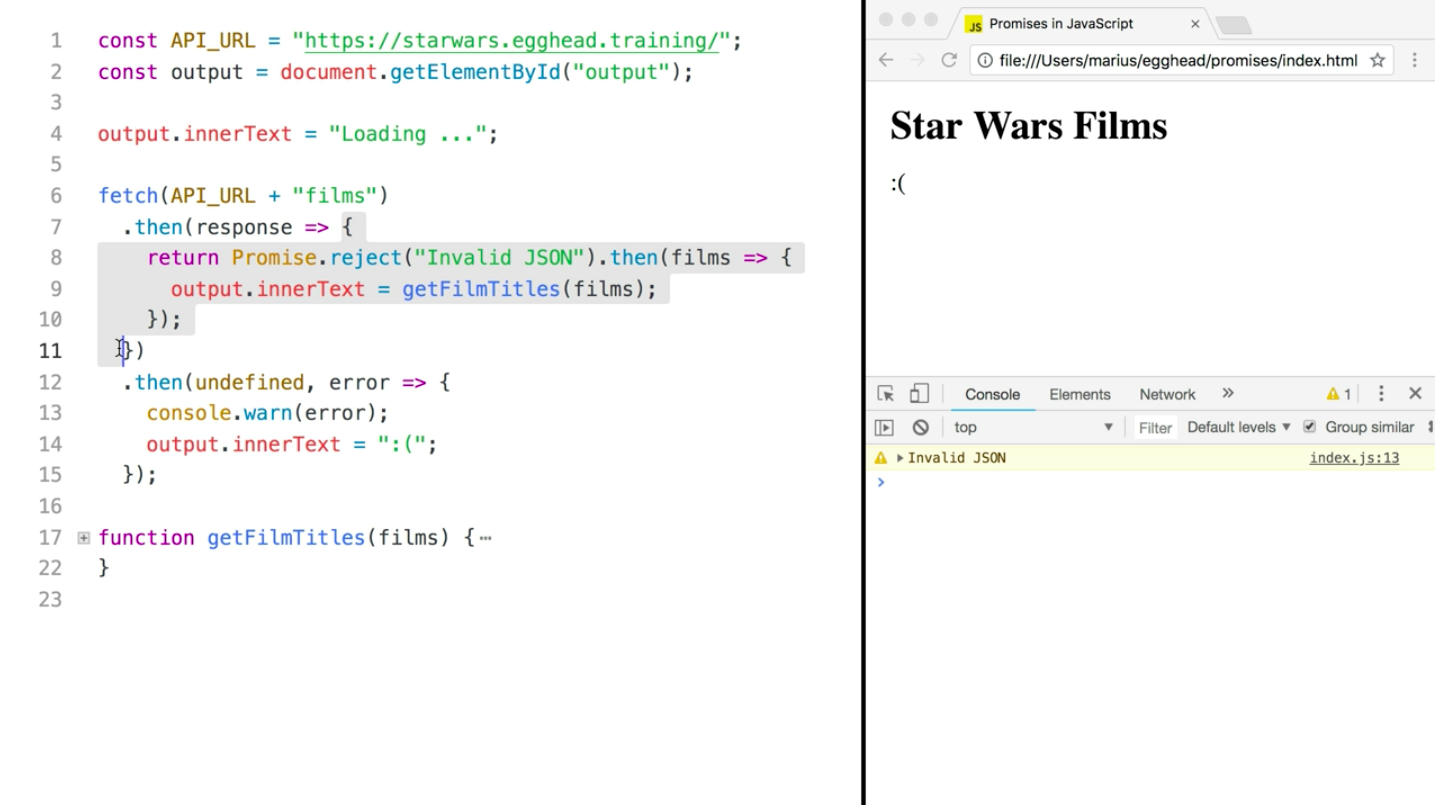 1 const API_URL = "https://starwars.egghead.training/";
2 const output = document.getElementById("output");
3
4 output.innerText = "Loading ...";
5
6 fetch(API_URL + "films")
7 .then(response => {
8 return Promise.reject("Invalid JSON").then(films => {
9 output.innerText = getFilmTitles(films);
10 });
11 })
12 .then(undefined, error => {
13 console.warn(error);
14 output.innerText = ":(";
15 });
16
17 function getFilmTitles(films) {⋯
22 }
23
JS Promises in JavaScript
file:///Users/marius/egghead/promises/index.html
Star Wars Films
:(
Console Elements Network » 1
top Filter Default levels Group similar
Invalid JSON index.js:13